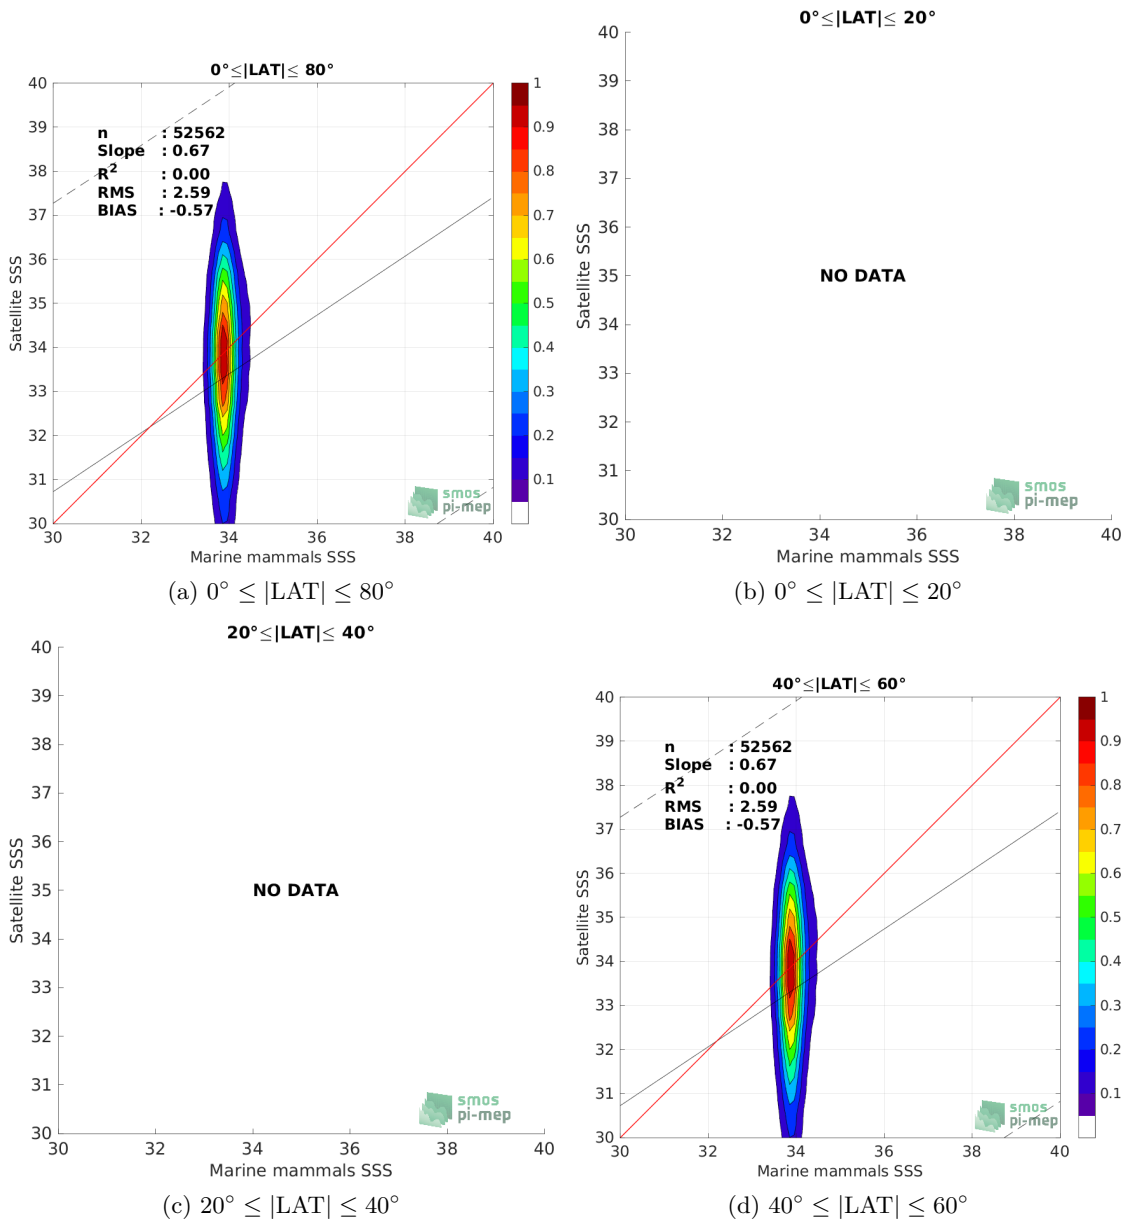 0°≤|LAT|≤ 80°
40
39
38
37
36
35
34
33
32
31
30
Satellite SSS
n : 52562
Slope : 0.67
R² : 0.00
RMS : 2.59
BIAS : -0.57
smos
pi-mep
30 32 34 36 38 40
Marine mammals SSS
1
0.9
0.8
0.7
0.6
0.5
0.4
0.3
0.2
0.1
(a) 0° ≤ |LAT| ≤ 80°
0°≤|LAT|≤ 20°
40
39
38
37
36
35
34
33
32
31
30
Satellite SSS
NO DATA
smos
pi-mep
30 32 34 36 38 40
Marine mammals SSS
(b) 0° ≤ |LAT| ≤ 20°
20°≤|LAT|≤ 40°
40
39
38
37
36
35
34
33
32
31
30
Satellite SSS
NO DATA
smos
pi-mep
30 32 34 36 38 40
Marine mammals SSS
(c) 20° ≤ |LAT| ≤ 40°
40°≤|LAT|≤ 60°
40
39
38
37
36
35
34
33
32
31
30
Satellite SSS
n : 52562
Slope : 0.67
R² : 0.00
RMS : 2.59
BIAS : -0.57
smos
pi-mep
30 32 34 36 38 40
Marine mammals SSS
1
0.9
0.8
0.7
0.6
0.5
0.4
0.3
0.2
0.1
(d) 40° ≤ |LAT| ≤ 60°